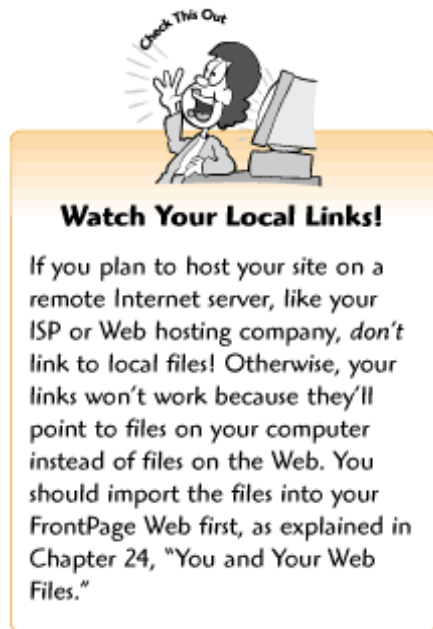 Check This Out
Watch Your Local Links!
If you plan to host your site on a
remote Internet server, like your
ISP or Web hosting company, don't
link to local files! Otherwise, your
links won't work because they'll
point to files on your computer
instead of files on the Web. You
should import the files into your
FrontPage Web first, as explained in
Chapter 24, "You and Your Web
Files."